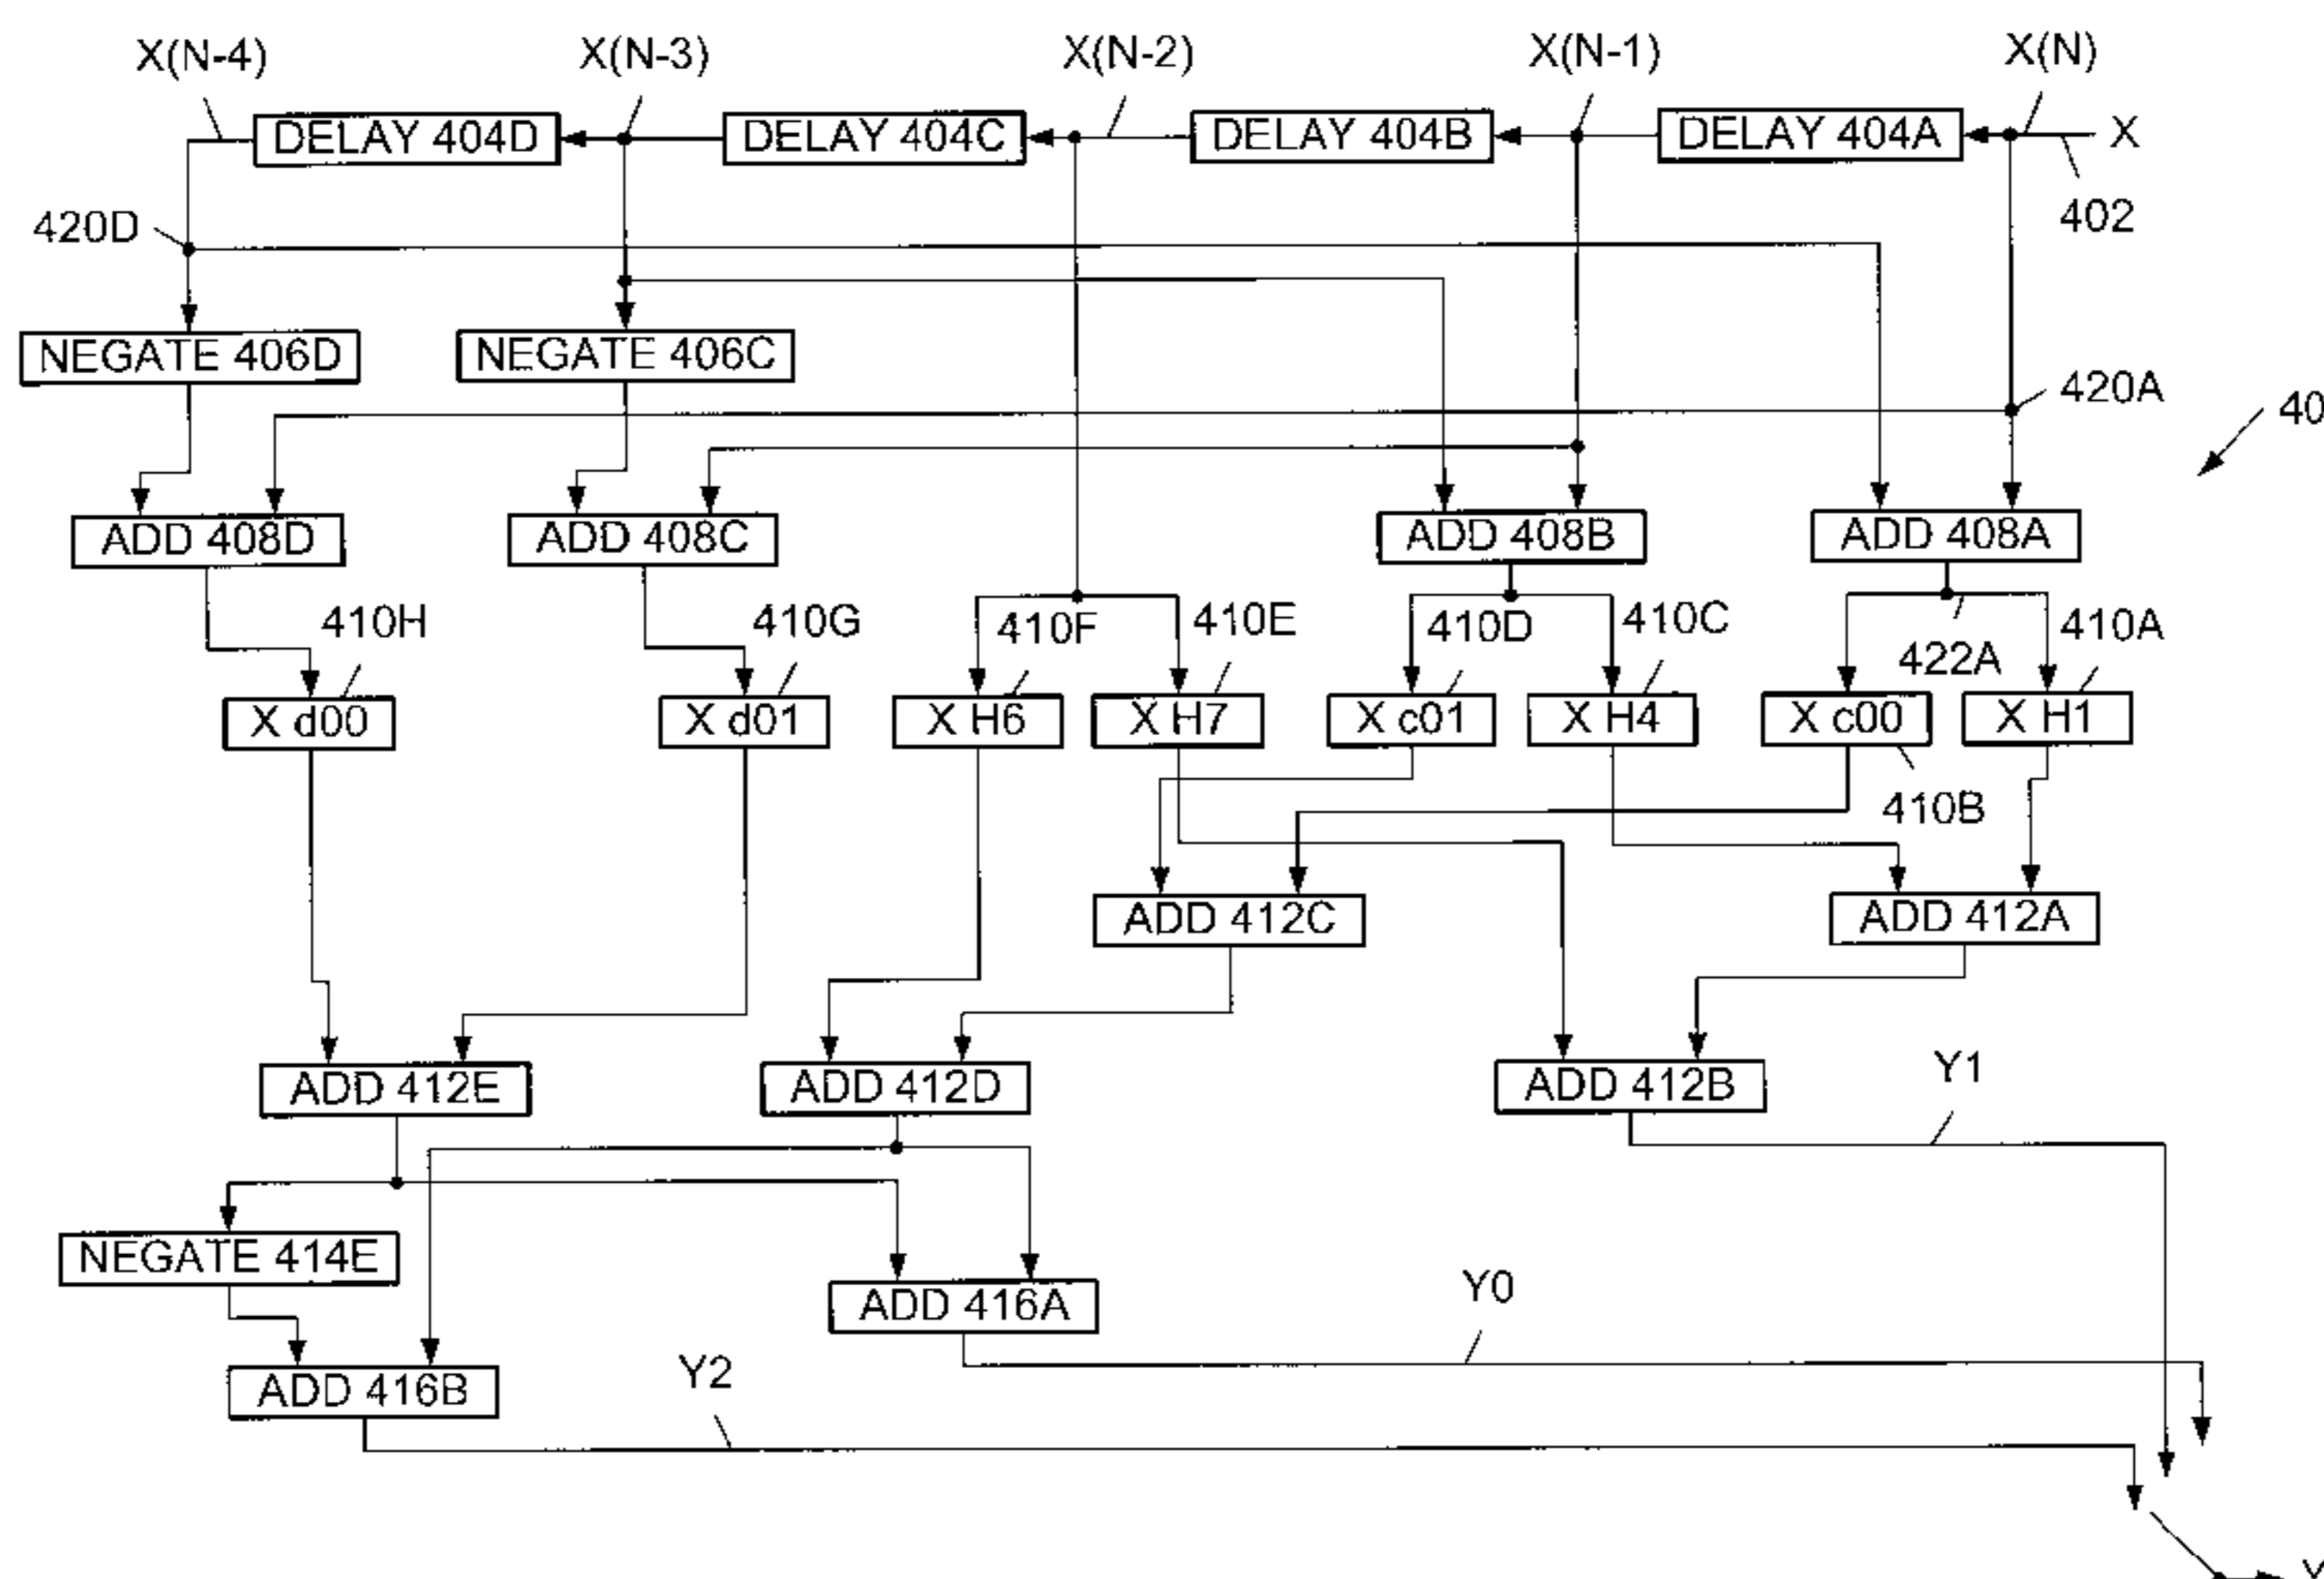 X(N-4) X(N-3) X(N-2) X(N-1) X(N)
DELAY 404D DELAY 404C DELAY 404B DELAY 404A X
420D 402
NEGATE 406D NEGATE 406C
420A
40
ADD 408D ADD 408C ADD 408B ADD 408A
410H 410G 410F 410E 410D 410C 422A 410A
X d00 X d01 X H6 X H7 X c01 X H4 X c00 X H1
410B
ADD 412C ADD 412A
ADD 412E ADD 412D ADD 412B Y1
NEGATE 414E
ADD 416A Y0
ADD 416B Y2